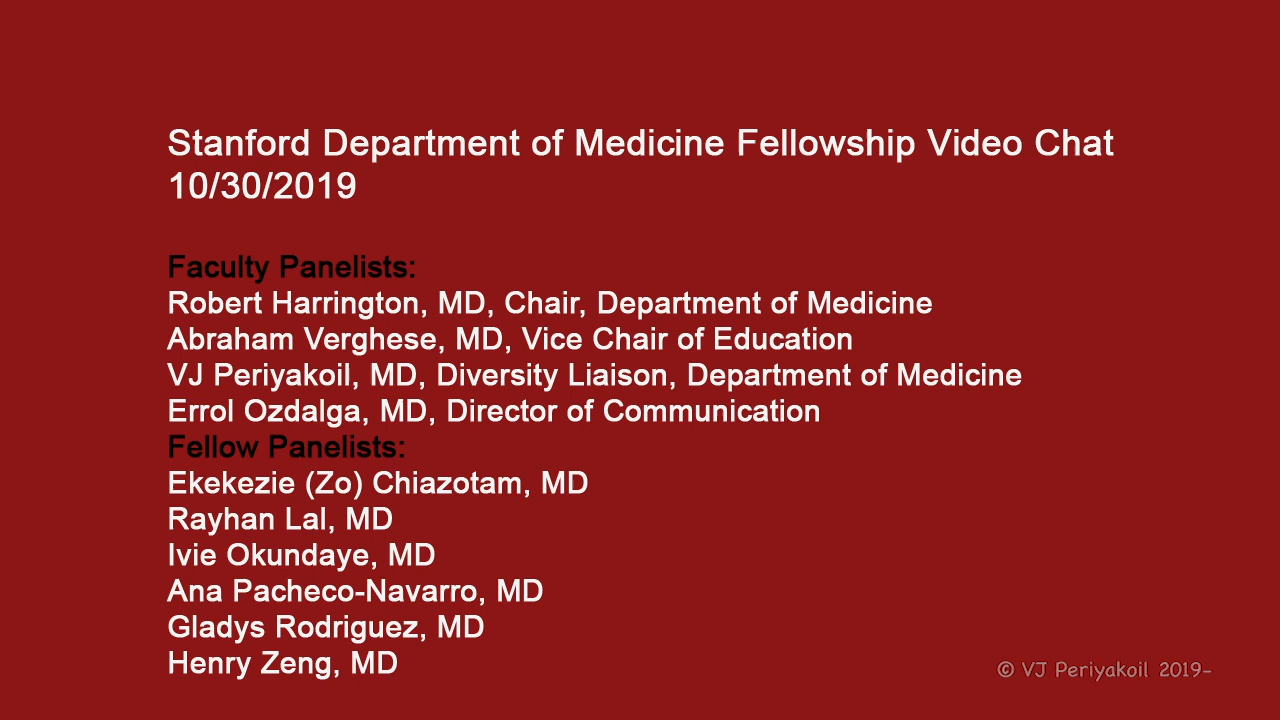 Stanford Department of Medicine Fellowship Video Chat
10/30/2019
Faculty Panelists:
Robert Harrington, MD, Chair, Department of Medicine
Abraham Verghese, MD, Vice Chair of Education
VJ Periyakoil, MD, Diversity Liaison, Department of Medicine
Errol Ozdalga, MD, Director of Communication
Fellow Panelists:
Ekekezie (Zo) Chiazotam, MD
Rayhan Lal, MD
Ivie Okundaye, MD
Ana Pacheco-Navarro, MD
Gladys Rodriguez, MD
Henry Zeng, MD
© VJ Periyakoil 2019-